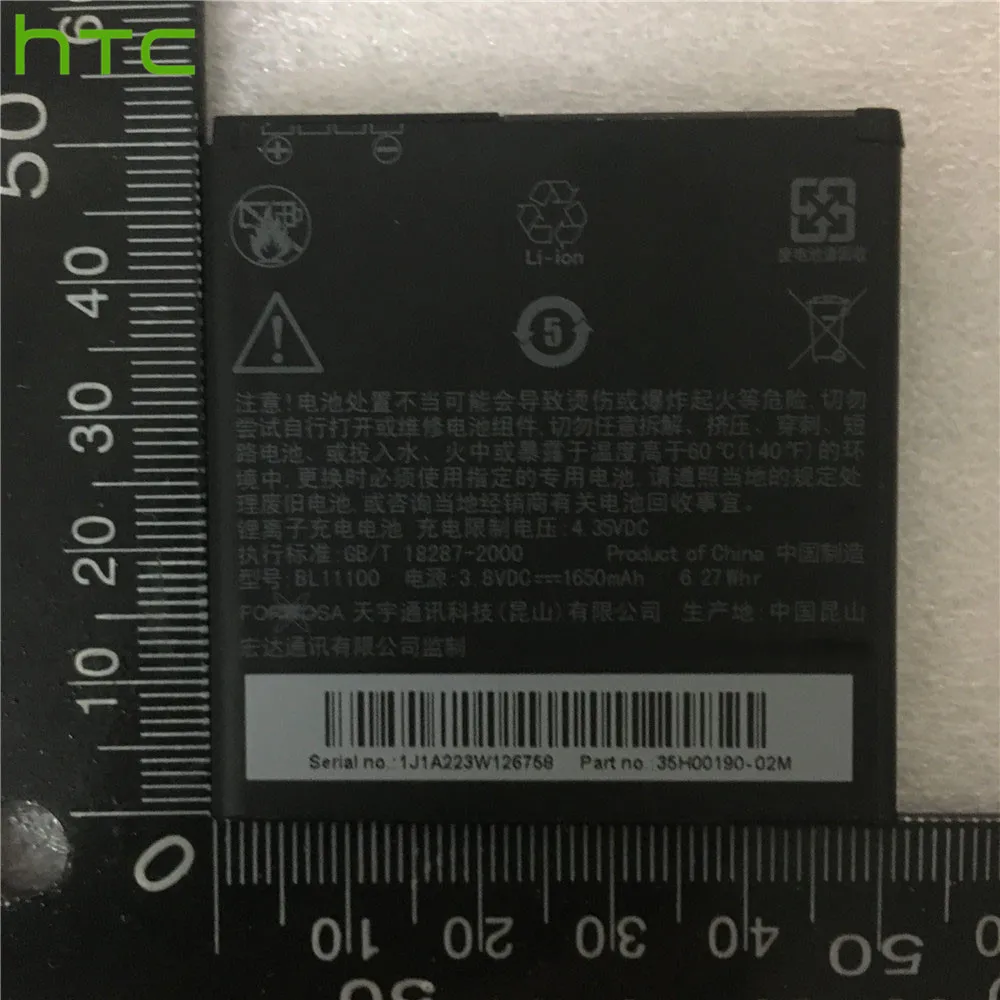 hTC
Li-ion
废电池请回收
5
注意!电池处置不当可能会导致烫伤或爆炸起火等危险,切勿
尝试自行打开或维修电池组件,切勿任意拆解、挤压、穿刺、短
路电池、或投入水、火中或暴露于温度高于60℃(140℉)的环
境中,更换时必须使用指定的专用电池,请遵照当地的规定处
理废旧电池,或咨询当地经销商有关电池回收事宜。
锂离子充电电池 充电限制电压:4.35VDC
执行标准:GB/T 18287-2000 Product of China 中国制造
型号:BL11100 电源:3.8VDC⎓1650mAh 6.27Whr
FORMOSA 天宇通讯科技(昆山)有限公司 生产地:中国昆山
宏达通讯有限公司监制
Serial no.:1J1A223W126758 Part no.:35H00190-02M
50
40
30
20
10
0
10 20 30 40 50